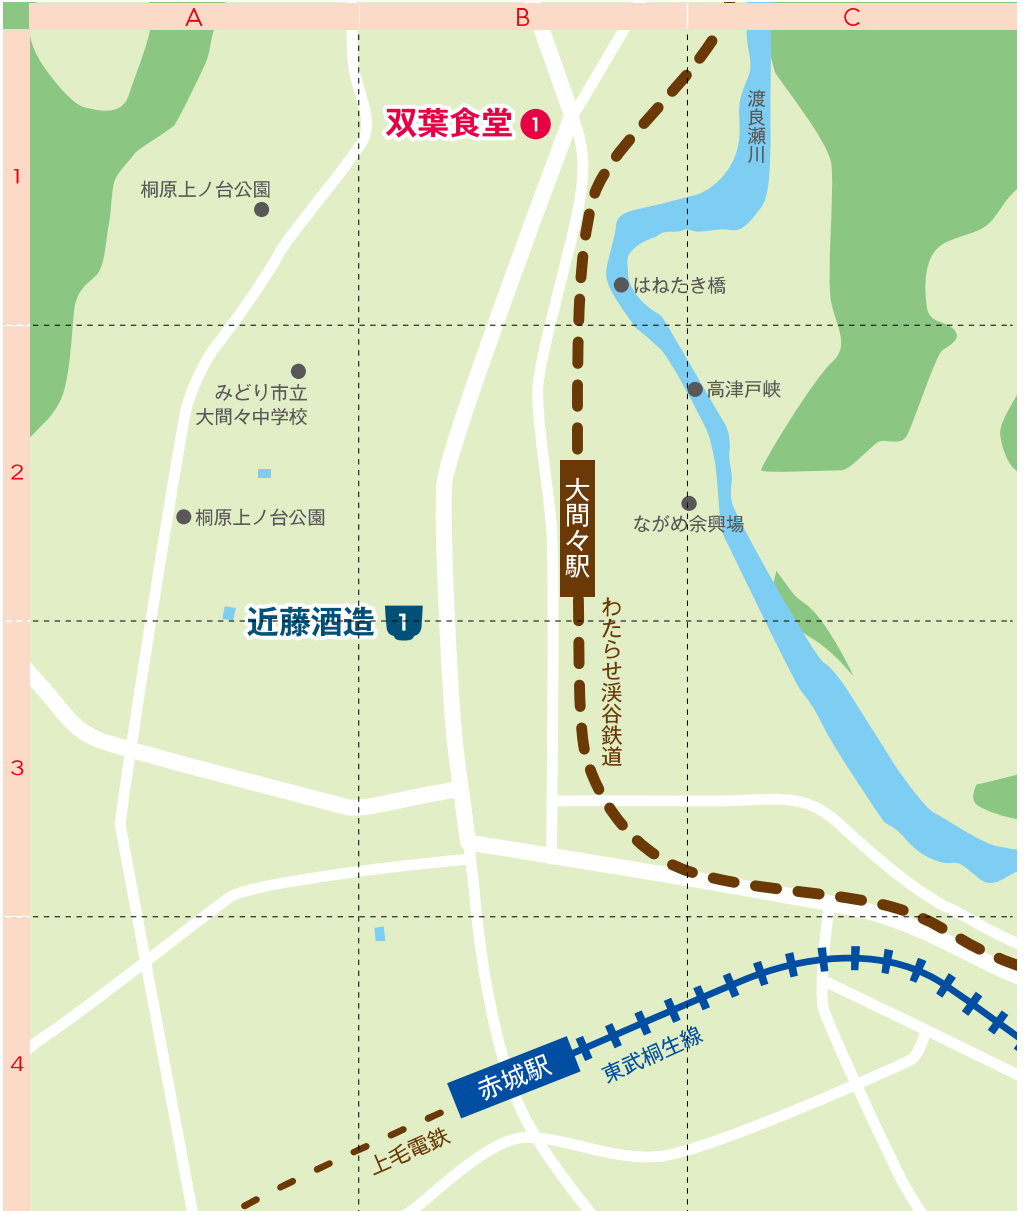 A
B
C
1
双葉食堂
1
渡良瀬川
桐原上ノ台公園
はねたき橋
みどり市立
大間々中学校
高津戸峡
2
大間々駅
桐原上ノ台公園
ながめ余興場
近藤酒造
1
わたらせ渓谷鉄道
3
4
赤城駅
東武桐生線
上毛電鉄